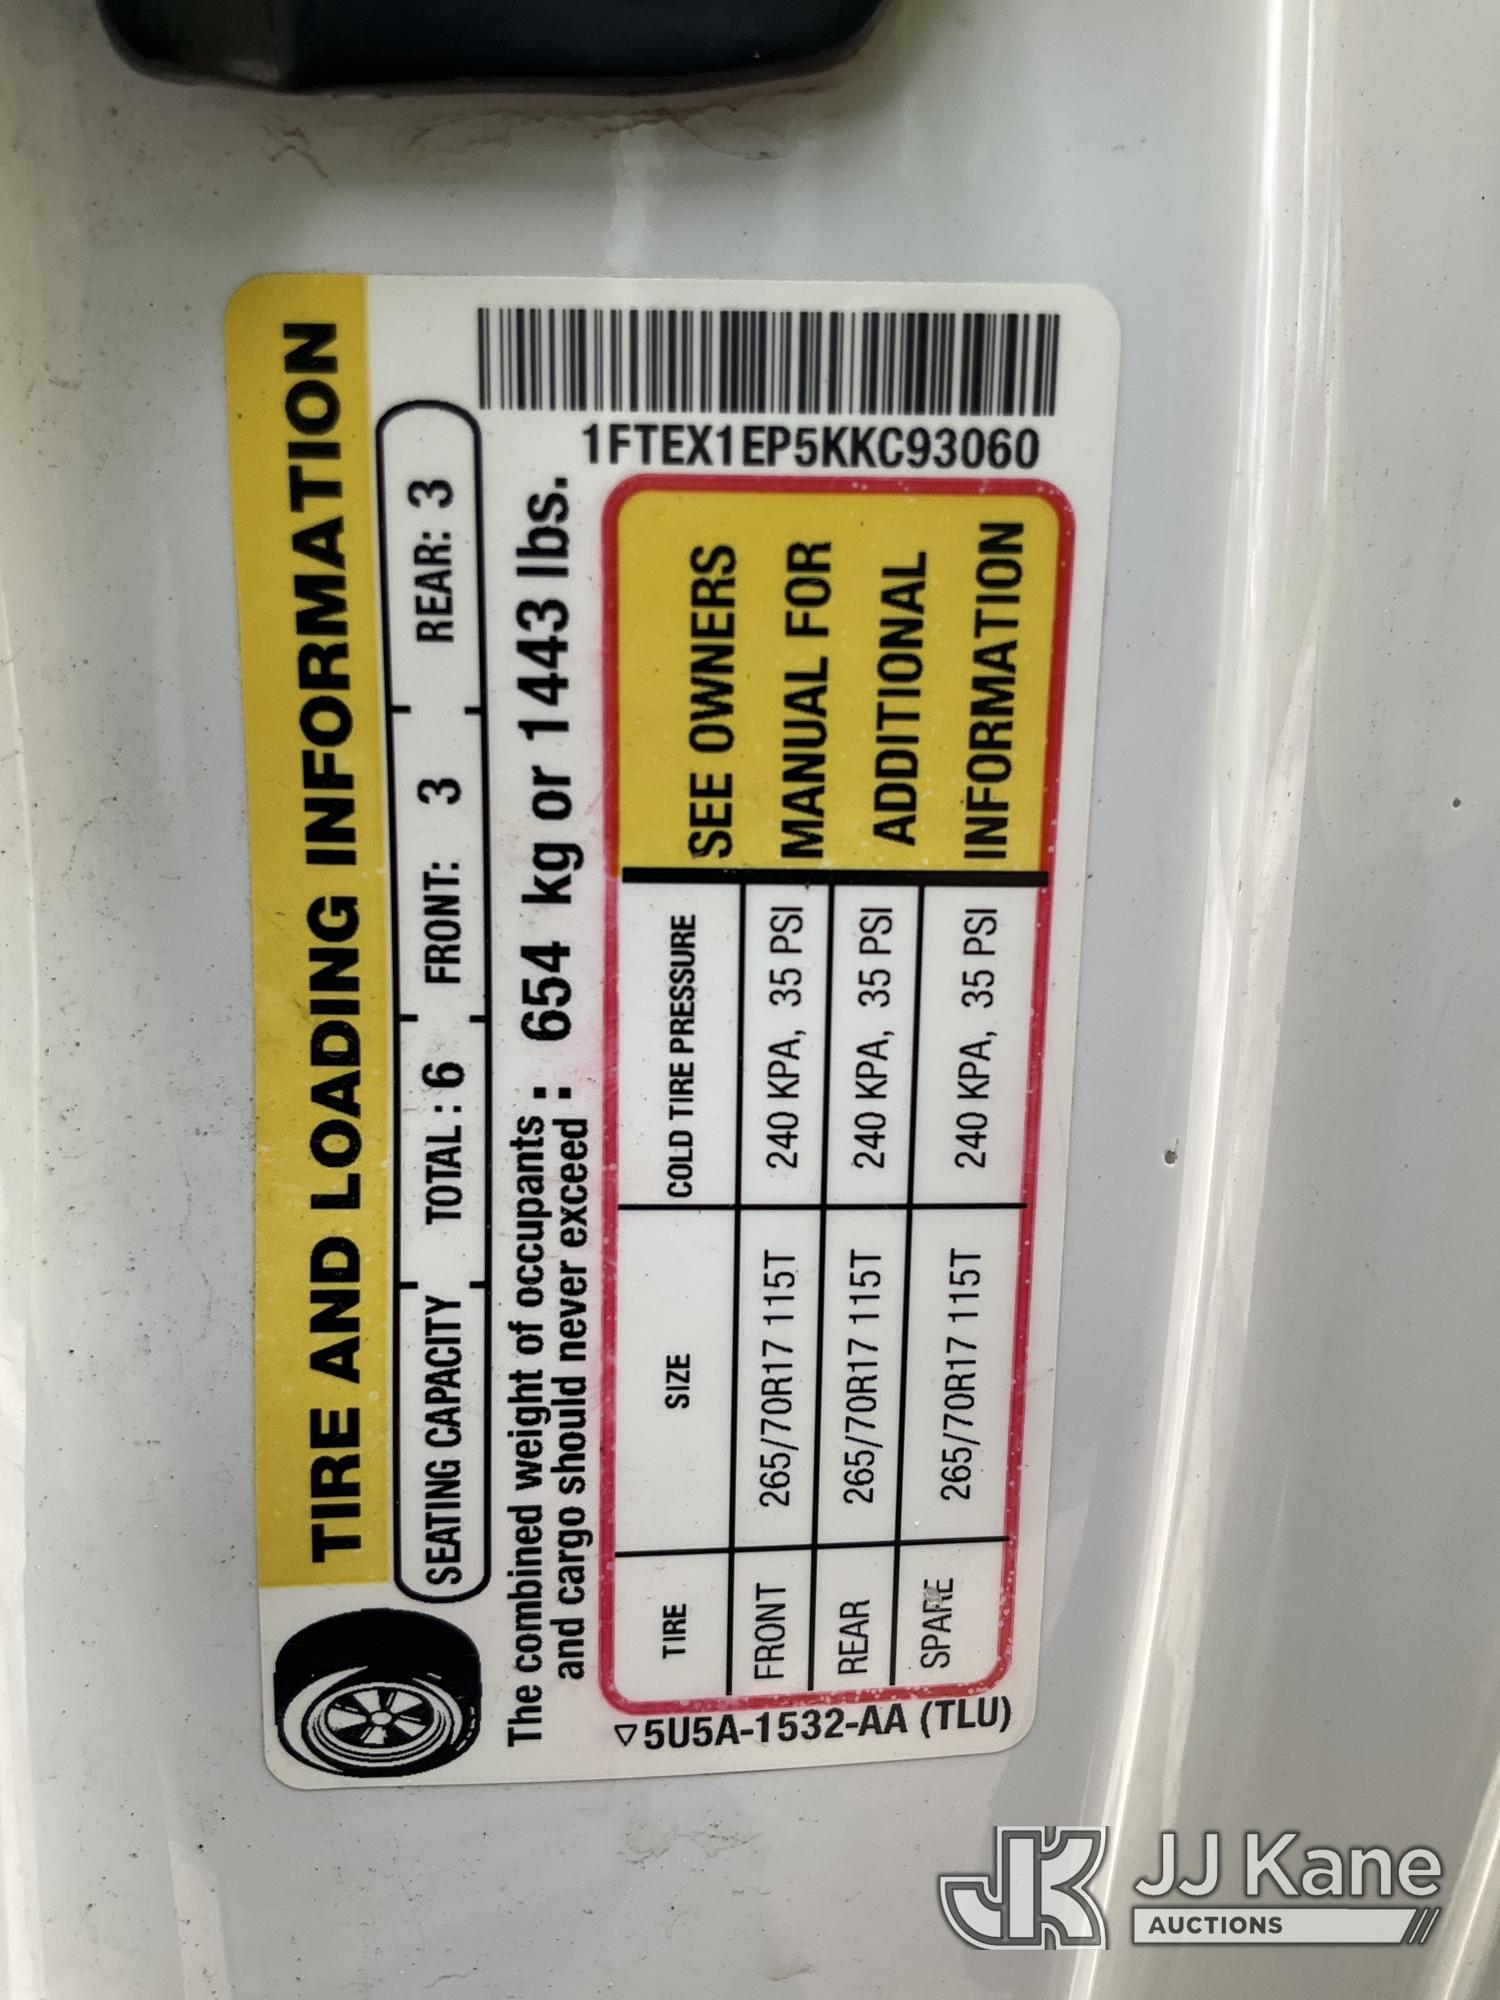 TIRE AND LOADING INFORMATION
SEATING CAPACITY TOTAL : 6 FRONT: 3 REAR: 3
The combined weight of occupants : 654 kg or 1443 lbs.
and cargo should never exceed :
TIRE SIZE COLD TIRE PRESSURE
FRONT 265/70R17 115T 240 KPA, 35 PSI
REAR 265/70R17 115T 240 KPA, 35 PSI
SPARE 265/70R17 115T 240 KPA, 35 PSI
SEE OWNERS
MANUAL FOR
ADDITIONAL
INFORMATION
5U5A-1532-AA (TLU)
1FTEX1EP5KKC93060
JK
JJ Kane
AUCTIONS